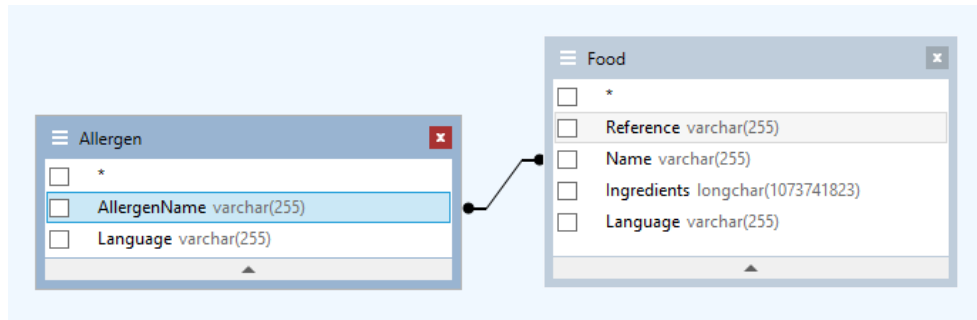 Allergen
*
AllergenName varchar(255)
Language varchar(255)
Food
*
Reference varchar(255)
Name varchar(255)
Ingredients longchar(1073741823)
Language varchar(255)